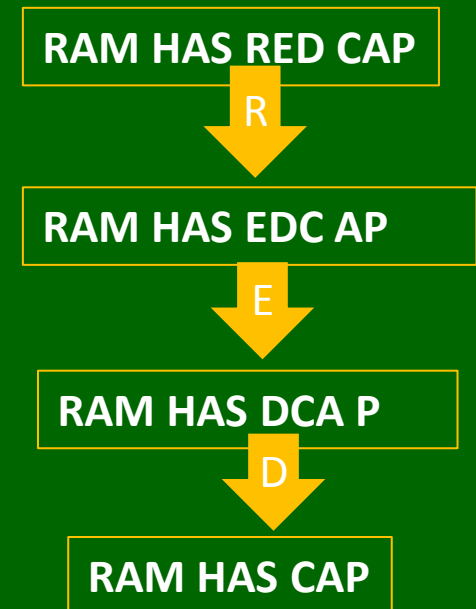 RAM HAS RED CAP
R
RAM HAS EDC AP
E
RAM HAS DCA P
D
RAM HAS CAP